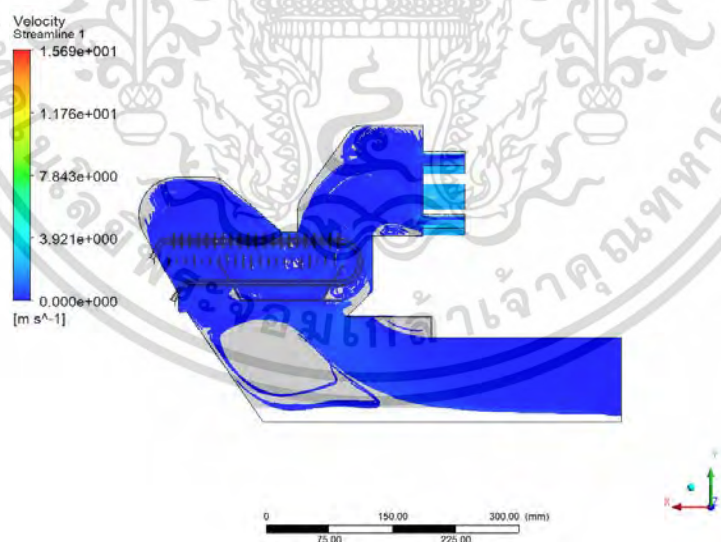 Velocity
Streamline 1
1.569e+001
1.176e+001
7.843e+000
3.921e+000
0.000e+000
[m s^-1]
0 150.00 300.00 (mm)
75.00 225.00
Y
X
Z